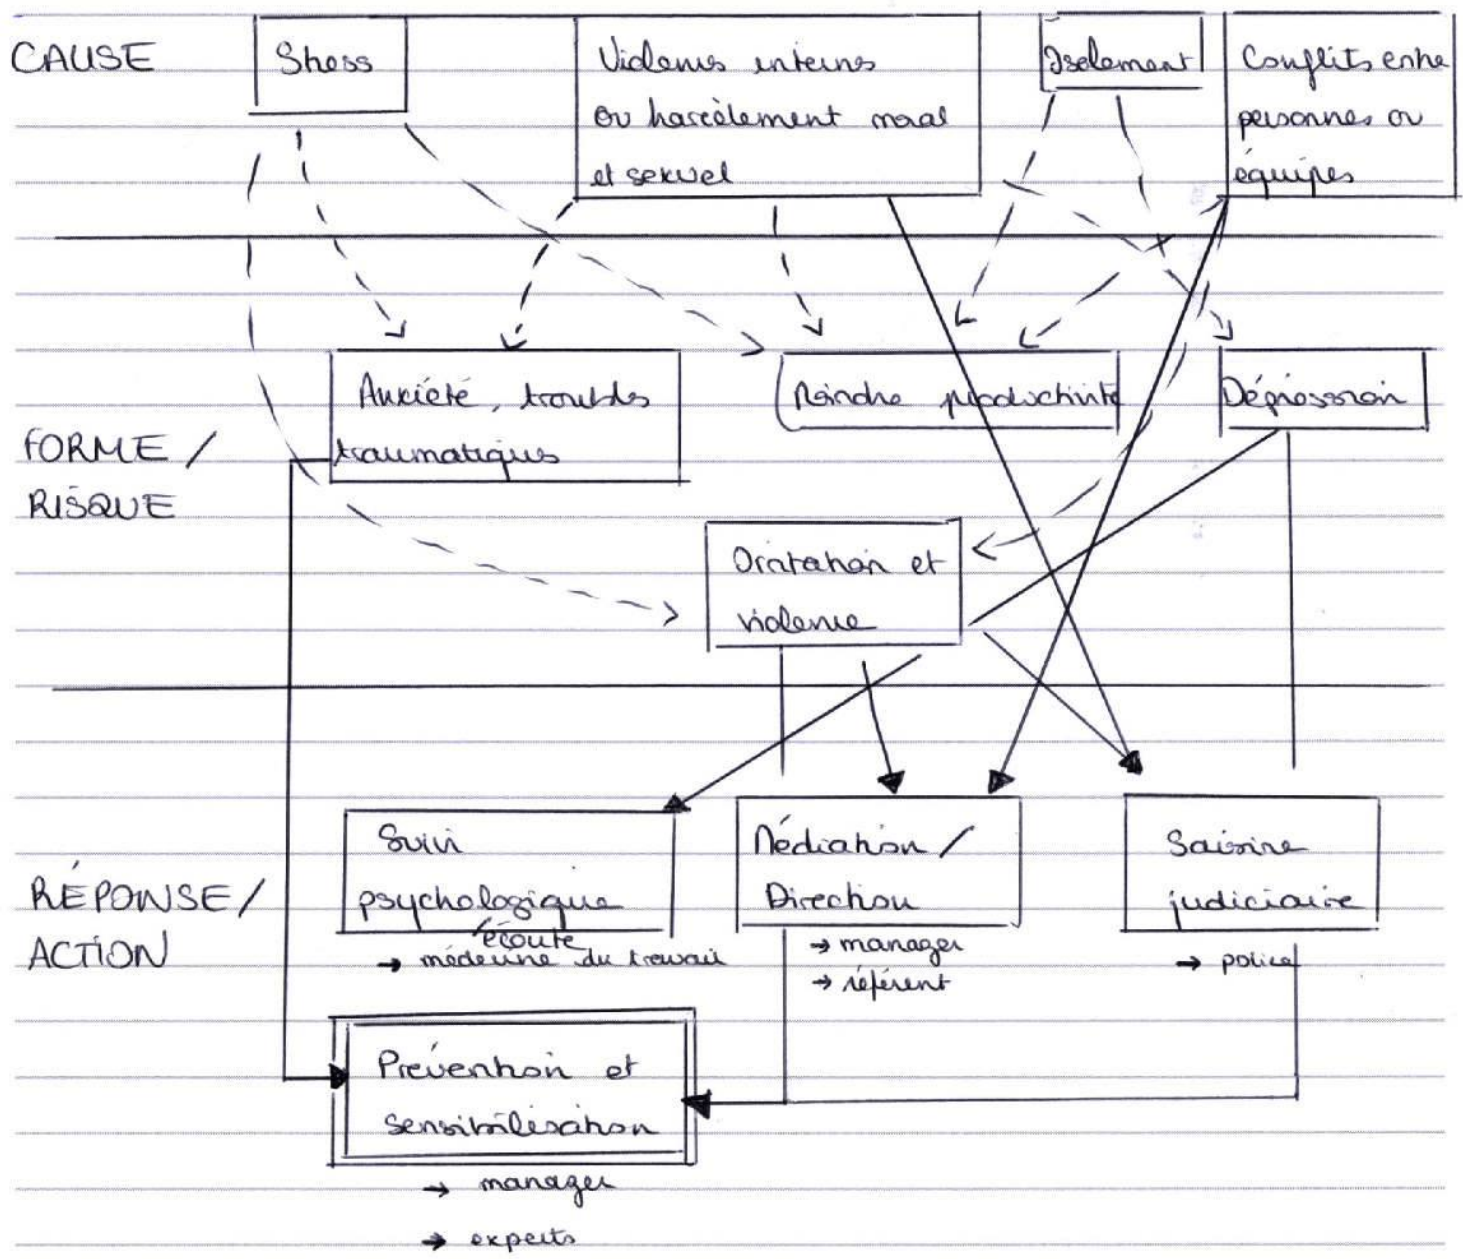 CAUSE
Stress
Violences internes
ou harcèlement moral
et sexuel
Isolement
Conflits entre
personnes ou
équipes
FORME /
RISQUE
Anxiété, troubles
traumatiques
Moindre productivité
Dépression
Irritation et
violence
RÉPONSE /
ACTION
Suivi
psychologique
/écoute
→ médecine du travail
Médiation /
Direction
→ manager
→ référent
Saisine
judiciaire
→ police
Prévention et
sensibilisation
→ manager
→ experts